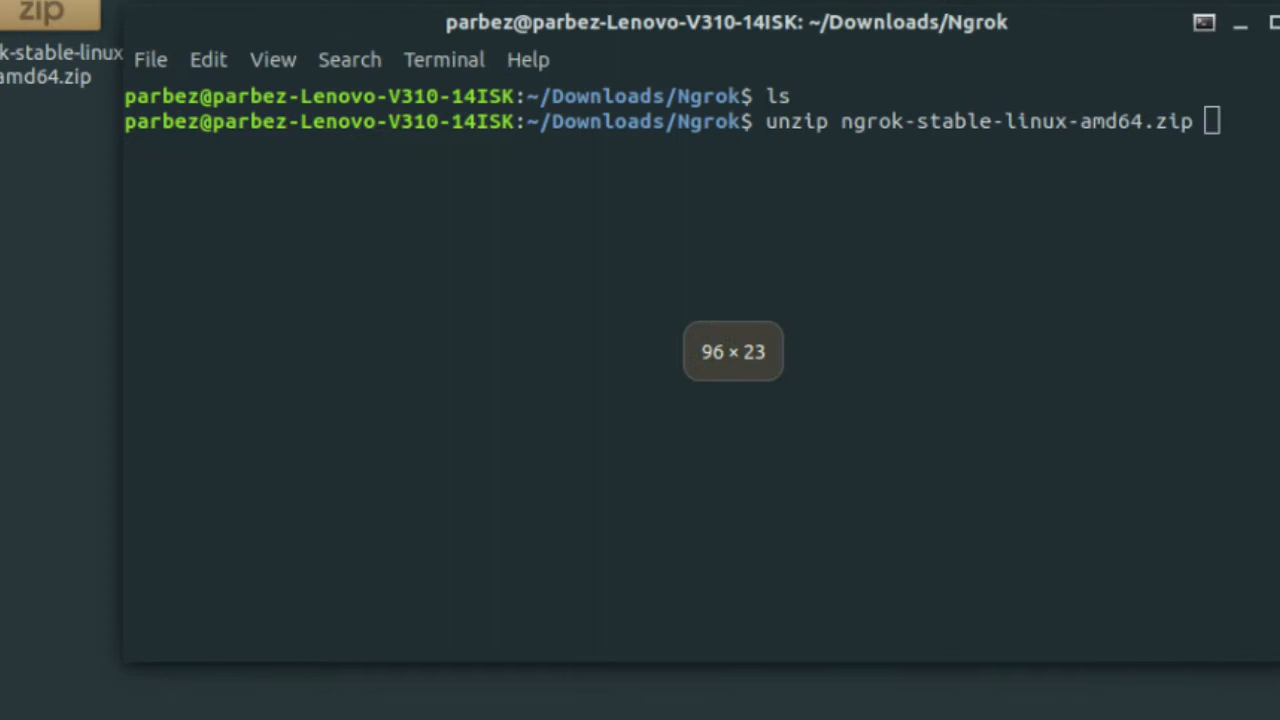 zip
k-stable-linux
amd64.zip
parbez@parbez-Lenovo-V310-14ISK: ~/Downloads/Ngrok
File Edit View Search Terminal Help
parbez@parbez-Lenovo-V310-14ISK:~/Downloads/Ngrok$ ls
parbez@parbez-Lenovo-V310-14ISK:~/Downloads/Ngrok$ unzip ngrok-stable-linux-amd64.zip
96 × 23